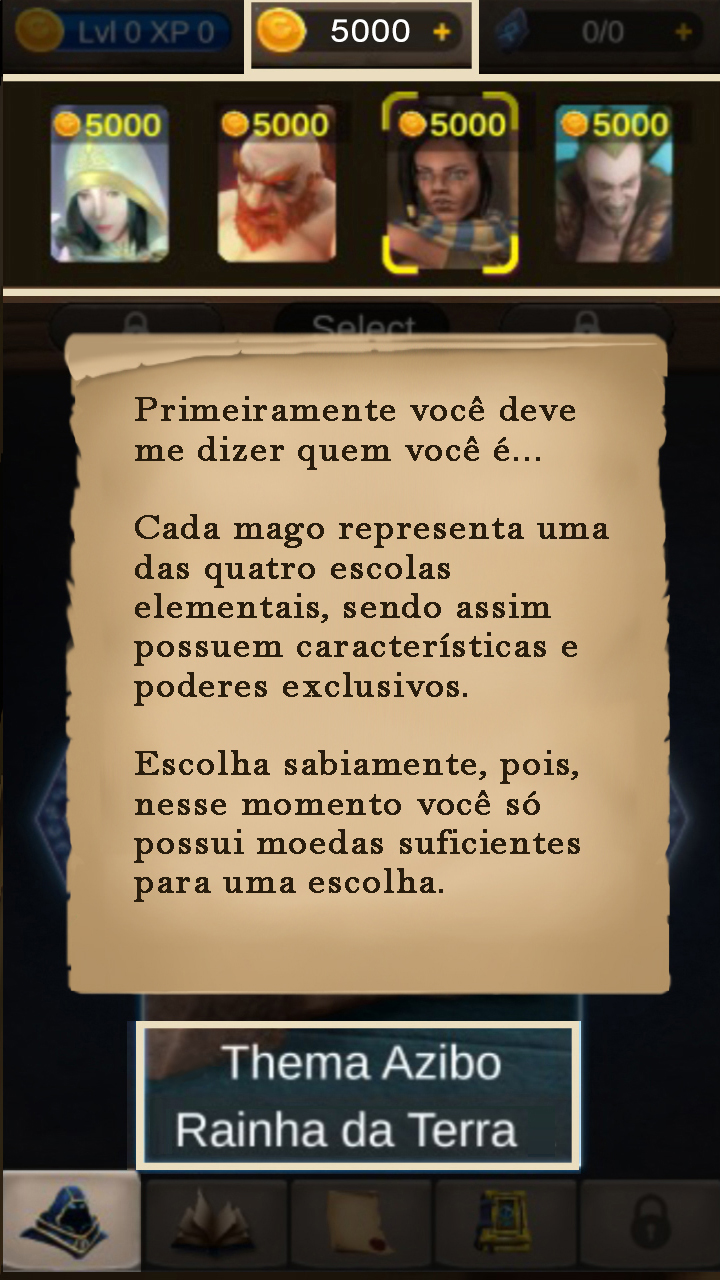 Lvl 0 XP 0
5000
0/0
5000
5000
5000
5000
Select
Primeiramente você deve
me dizer quem você é...
Cada mago representa uma
das quatro escolas
elementais, sendo assim
possuem características e
poderes exclusivos.
Escolha sabiamente, pois,
nesse momento você só
possui moedas suficientes
para uma escolha.
Thema Azibo
Rainha da Terra